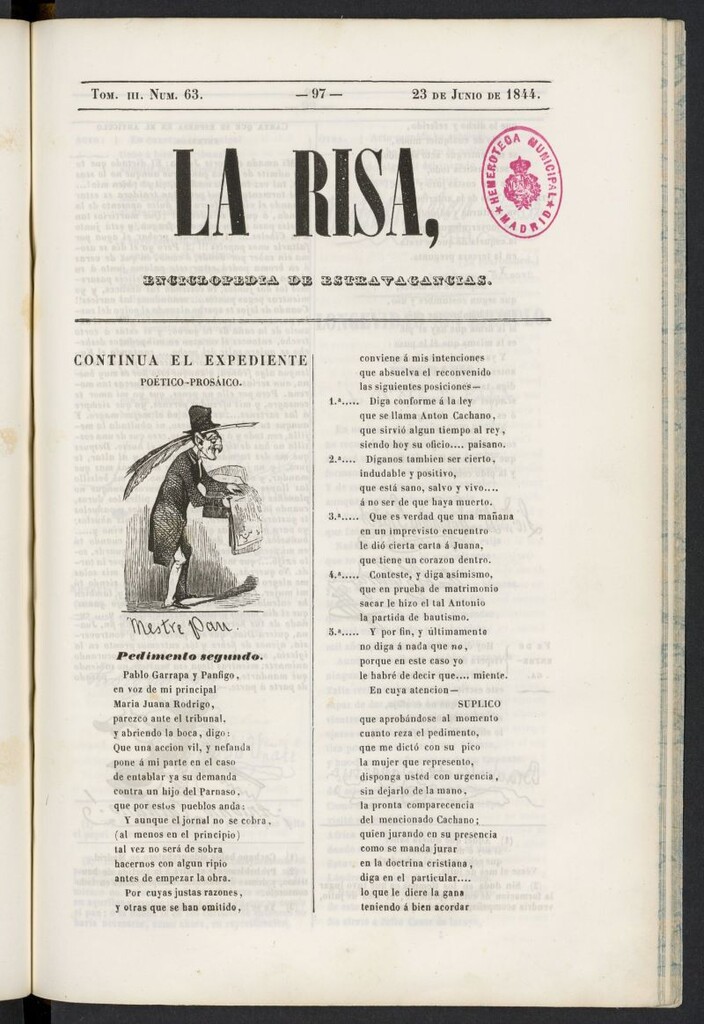 Tom. III. Num. 63.
— 97 —
23 de Junio de 1844.
LA RISA,
ENCICLOPEDIA DE ESTRAVAGANCIAS.
HEMEROTECA MUNICIPAL
★ MADRID ★
CONTINUA EL EXPEDIENTE
POÉTICO-PROSÁICO.
Mestre Pau.
Pedimento segundo.
Pablo Garrapa y Panfigo,
en voz de mi principal
Maria Juana Rodrigo,
parezco ante el tribunal,
y abriendo la boca, digo:
Que una accion vil, y nefanda
pone á mi parte en el caso
de entablar ya su demanda
contra un hijo del Parnaso,
que por estos pueblos anda:
Y aunque el jornal no se cobra,
(al menos en el principio)
tal vez no será de sobra
hacernos con algun ripio
antes de empezar la obra.
Por cuyas justas razones,
y otras que se han omitido,
conviene á mis intenciones
que absuelva el reconvenido
las siguientes posiciones—
1.ª..... Diga conforme á la ley
que se llama Anton Cachano,
que sirvió algun tiempo al rey,
siendo hoy su oficio.... paisano.
2.ª.... Díganos tambien ser cierto,
indudable y positivo,
que está sano, salvo y vivo....
á no ser de que haya muerto.
3.ª..... Que es verdad que una mañana
en un imprevisto encuentro
le dió cierta carta á Juana,
que tiene un corazon dentro.
4.ª..... Conteste, y diga asimismo,
que en prueba de matrimonio
sacar le hizo el tal Antonio
la partida de bautismo.
5.ª..... Y por fin, y últimamente
no diga á nada que no,
porque en este caso yo
le habré de decir que.... miente.
En cuya atencion—
SUPLICO
que aprobándose al momento
cuanto reza el pedimento,
que me dictó con su pico
la mujer que represento,
disponga usted con urgencia,
sin dejarlo de la mano,
la pronta comparecencia
del mencionado Cachano;
quien jurando en su presencia
como se manda jurar
en la doctrina cristiana,
diga en el particular....
lo que le diere la gana
teniendo á bien acordar